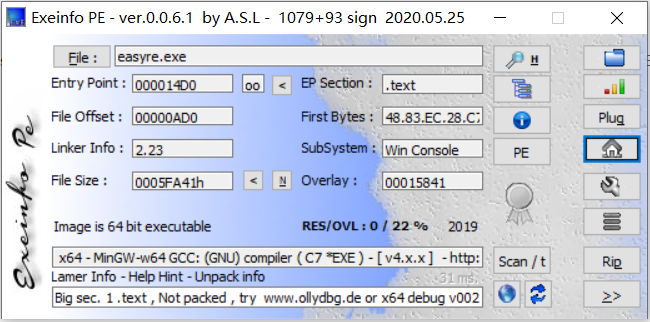 Exeinfo PE - ver.0.0.6.1 by A.S.L - 1079+93 sign 2020.05.25
File : easyre.exe H
Entry Point : 000014D0 oo < EP Section : .text
File Offset : 00000AD0 First Bytes : 48.83.EC.28.C7 Plug
Linker Info : 2.23 SubSystem : Win Console PE
File Size : 0005FA41h < N Overlay : 00015841
Image is 64 bit executable RES/OVL : 0 / 22 % 2019
x64 - MinGW-w64 GCC: (GNU) compiler ( C7 *EXE ) - [ v4.x.x ] - http: Scan / t Rip
Lamer Info - Help Hint - Unpack info 31 ms.
Big sec. 1 .text , Not packed , try www.ollydbg.de or x64 debug v002 >>
Exeinfo Pe